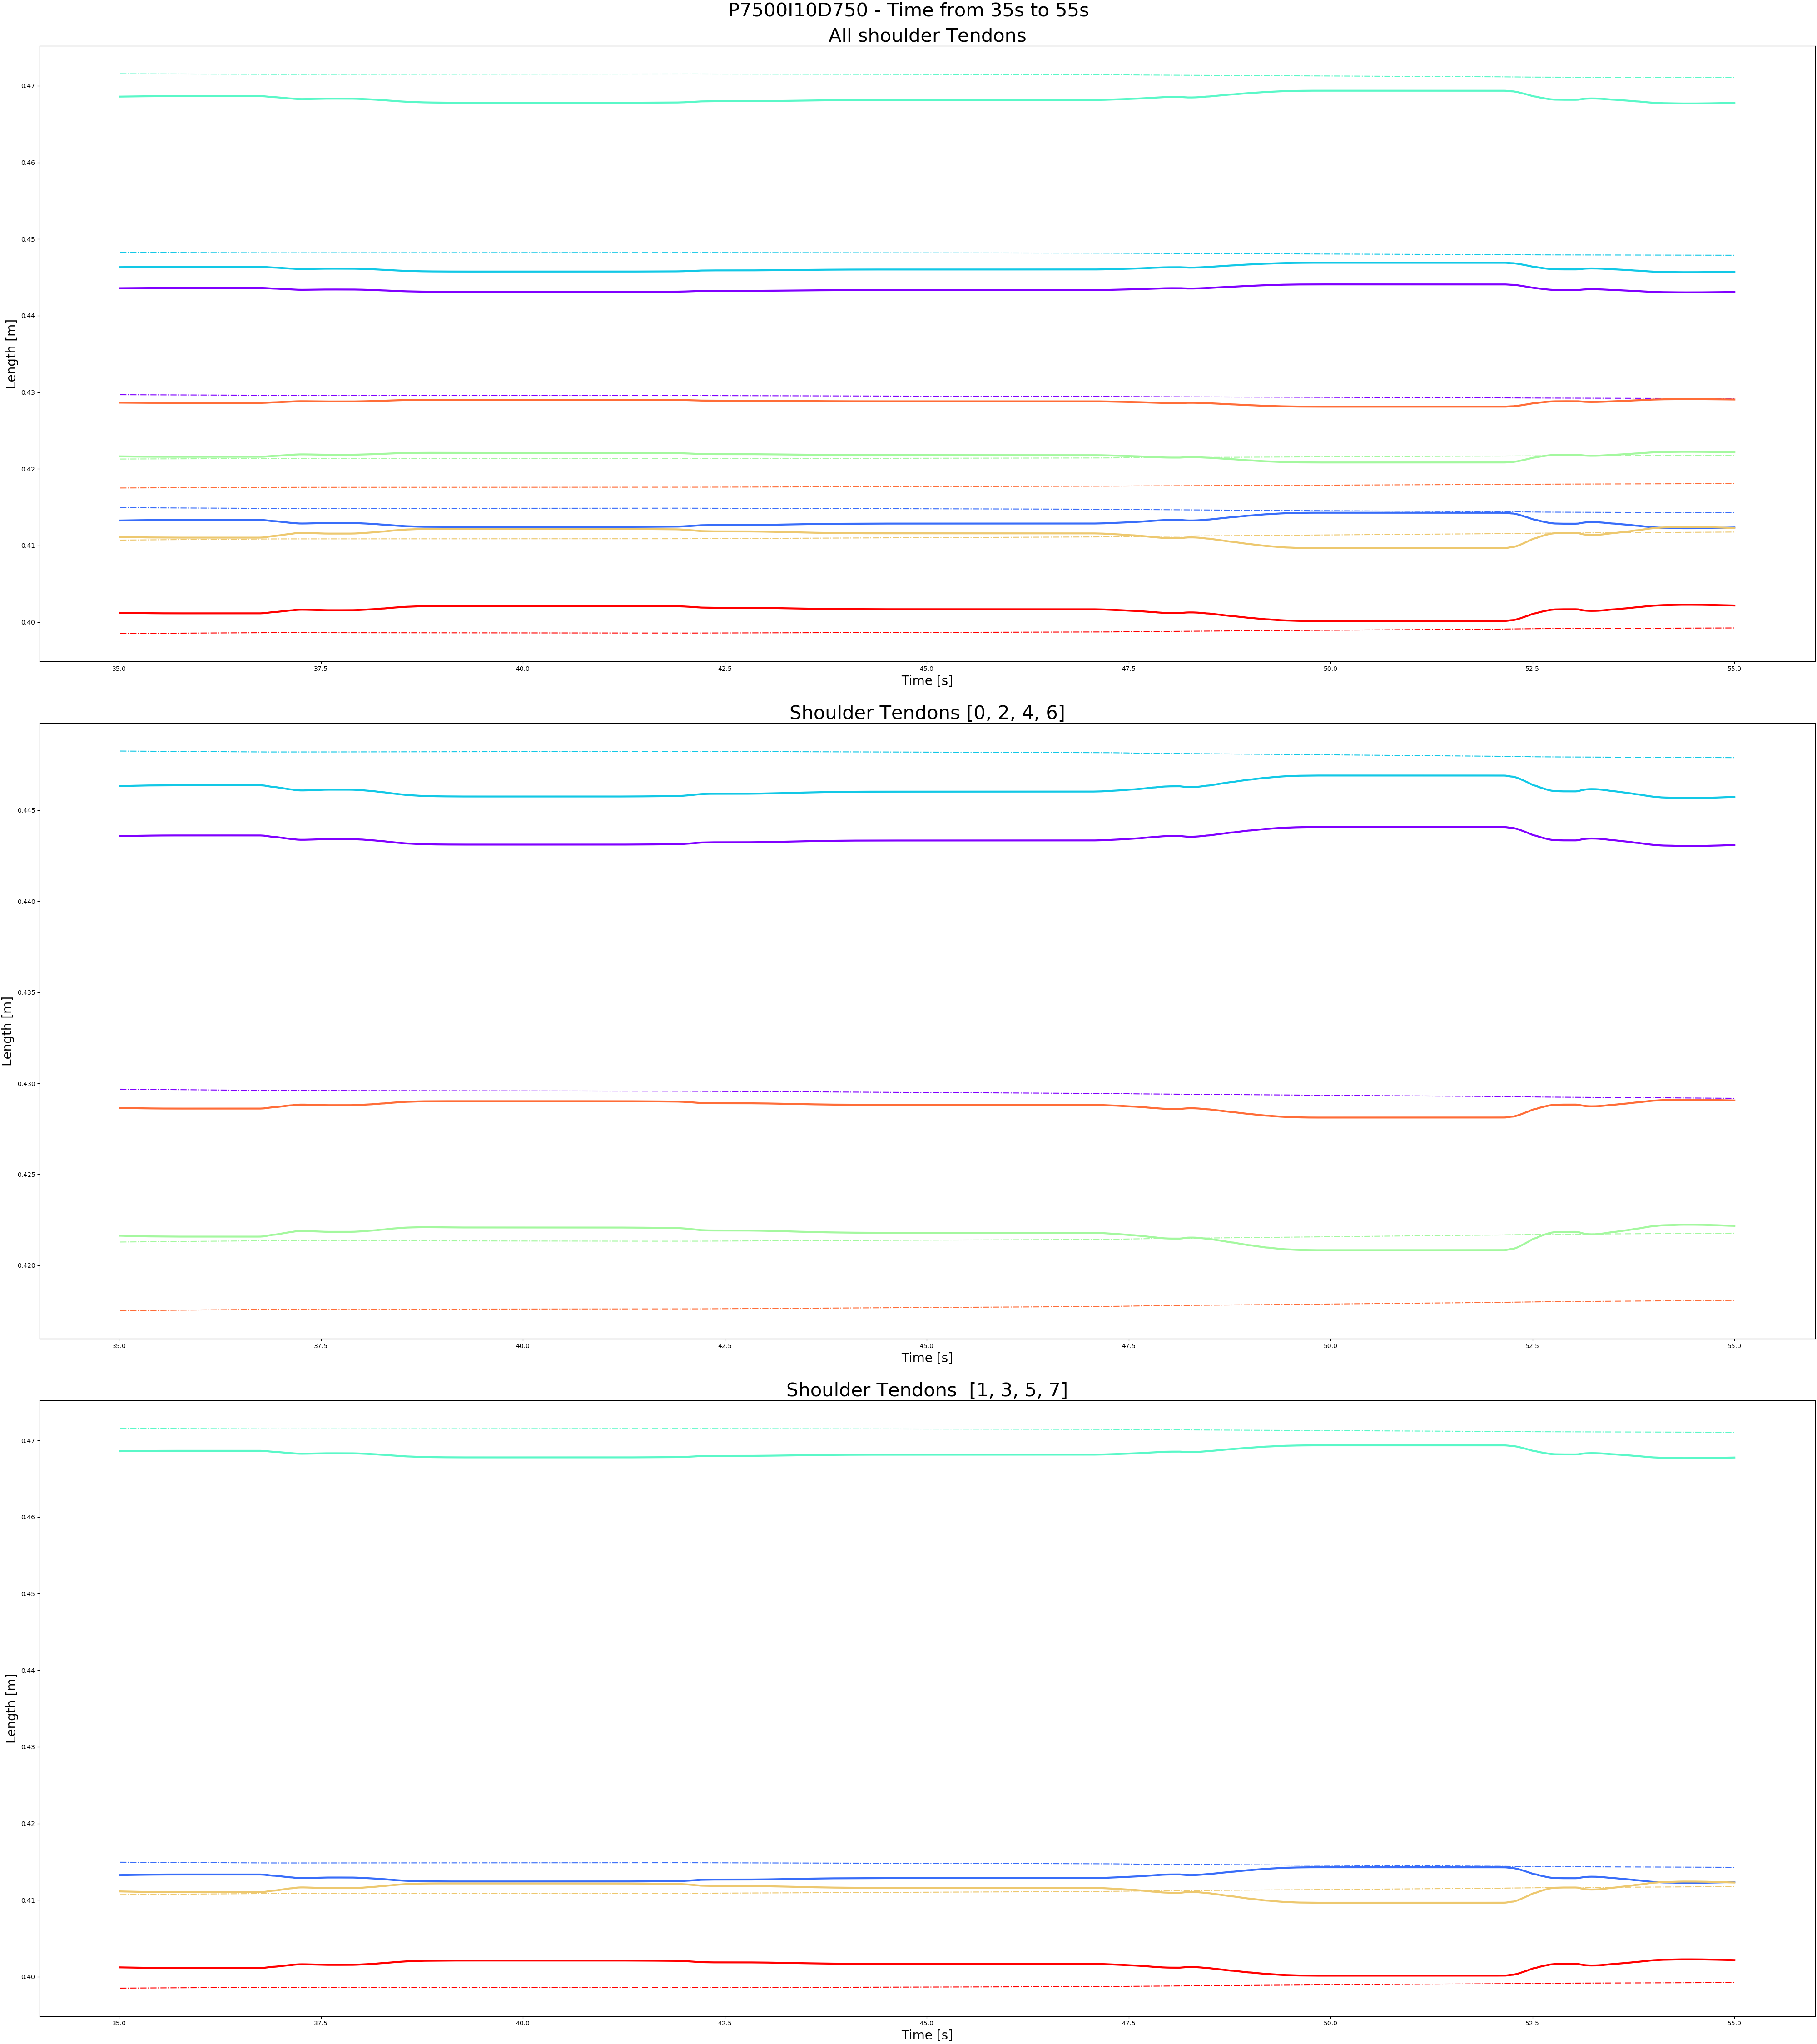 P7500I10D750 - Time from 35s to 55s
All shoulder Tendons
0.47
0.46
0.45
0.44
0.43
0.42
0.41
0.40
Length [m]
35.0 37.5 40.0 42.5 45.0 47.5 50.0 52.5 55.0
Time [s]
Shoulder Tendons [0, 2, 4, 6]
0.445
0.440
0.435
0.430
0.425
0.420
Length [m]
35.0 37.5 40.0 42.5 45.0 47.5 50.0 52.5 55.0
Time [s]
Shoulder Tendons [1, 3, 5, 7]
0.47
0.46
0.45
0.44
0.43
0.42
0.41
0.40
Length [m]
35.0 37.5 40.0 42.5 45.0 47.5 50.0 52.5 55.0
Time [s]